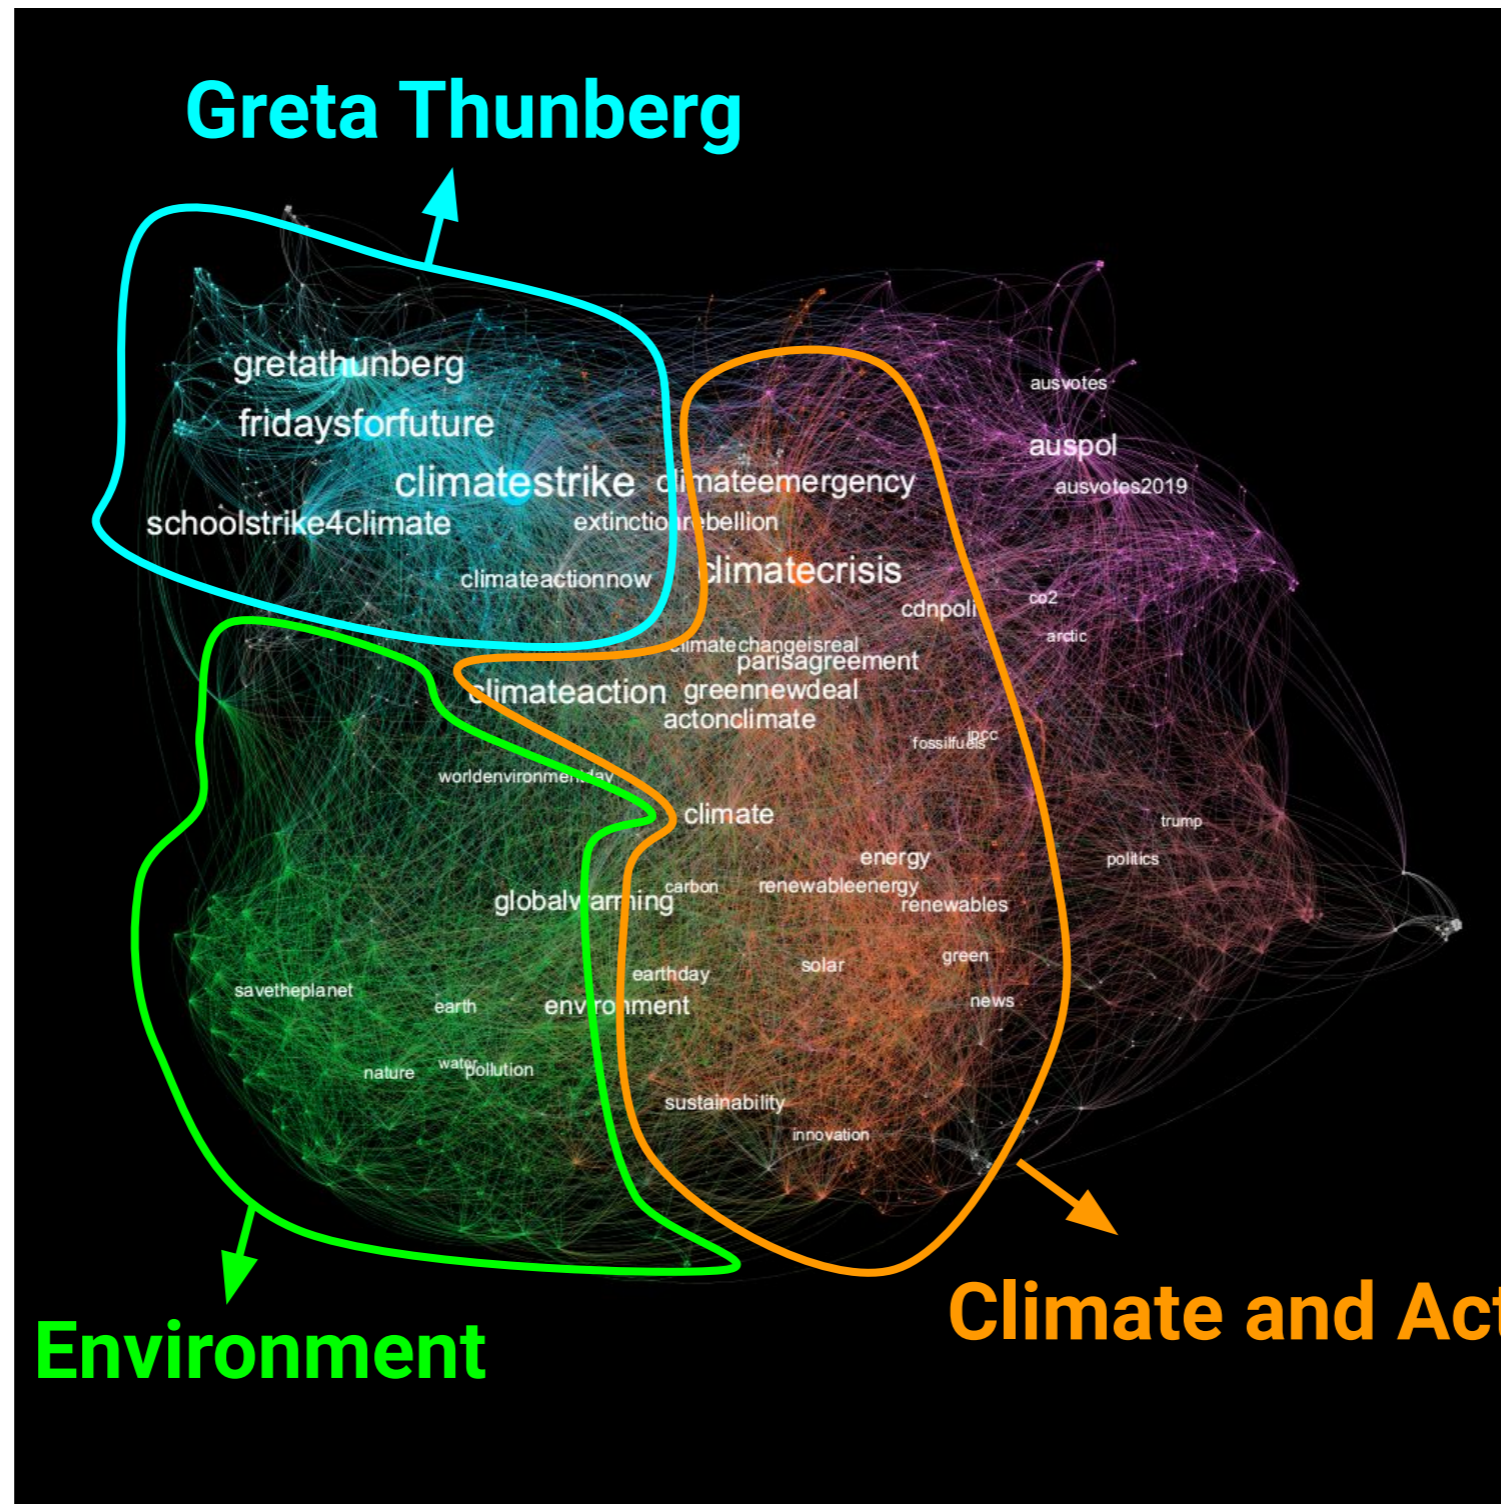 Greta Thunberg
gretathunberg
ausvotes
fridaysforfuture
auspol
climatestrike
climateemergency
ausvotes2019
schoolstrike4climate
extinctionrebellion
climatecrisis
climateactionnow
co2
cdnpoli
arctic
climatechangeisreal
parisagreement
climateaction
greennewdeal
actonclimate
ipcc
fossilfuels
worldenvironmentday
climate
trump
energy
politics
carbon
renewableenergy
globalwarming
renewables
green
solar
earthday
savetheplanet
earth
environment
news
water
pollution
nature
sustainability
innovation
Climate and Act
Environment